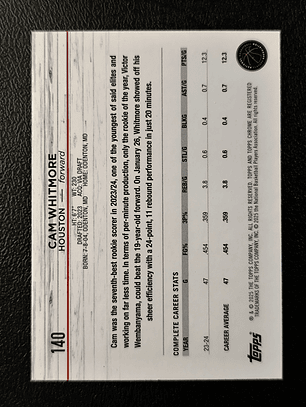 140
CAM WHITMORE
HOUSTON — forward
HT: 6'7" WT: 230
DRAFTED: 2023 ACQ: VIA DRAFT
BORN: 7-8-04, ODENTON, MD HOME: ODENTON, MD
Cam was the seventh-best rookie scorer in 2023/24, one of the youngest of said elites and
working on far less time. In terms of per-minute production, only the rookie of the year, Victor
Wembanyama, could beat the 19-year-old forward. On January 26, Whitmore showed off his
sheer efficiency with a 24-point, 11 rebound performance in just 20 minutes.
COMPLETE CAREER STATS
YEAR G FG% 3P% REB/G STL/G BLKG AST/G PTS/G
23-24 47 .454 .359 3.8 0.6 0.4 0.7 12.3
CAREER AVERAGE 47 .454 .359 3.8 0.6 0.4 0.7 12.3
topps
® & © 2025 THE TOPPS COMPANY, INC. ALL RIGHTS RESERVED. TOPPS AND TOPPS CHROME ARE REGISTERED
TRADEMARKS OF THE TOPPS COMPANY, INC. © 2025 the National Basketball Players Association. All rights reserved.